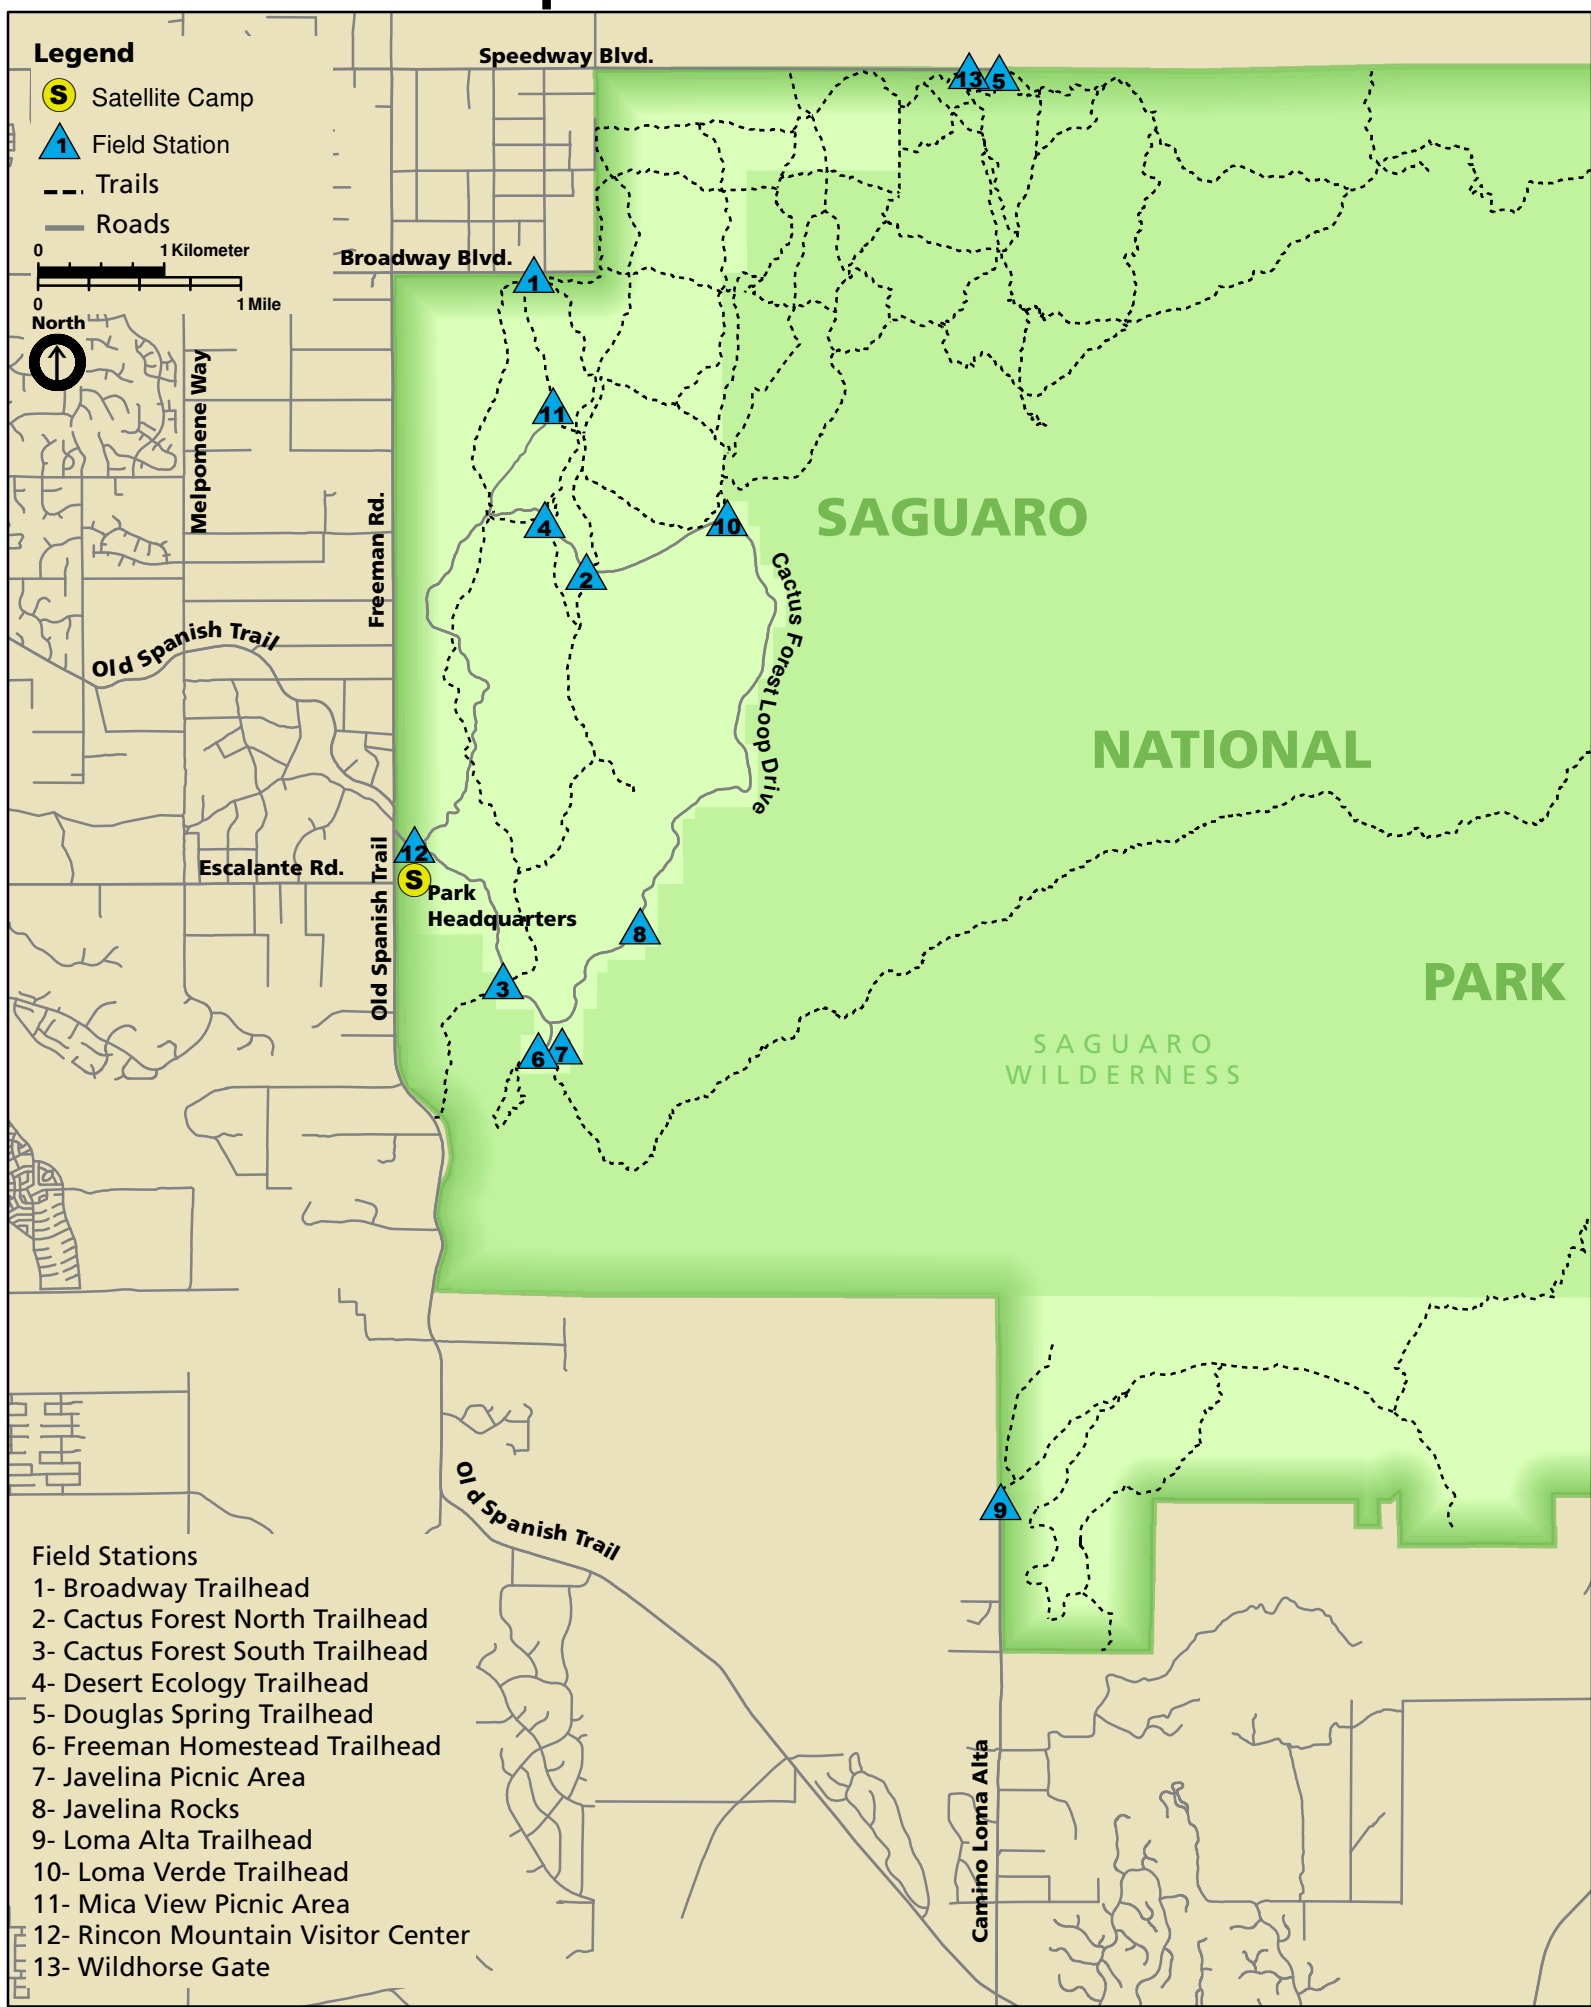 Legend
S Satellite Camp
1 Field Station
Trails
Roads
0 1 Kilometer
0 1 Mile
North
Speedway Blvd.
13 5
Broadway Blvd.
1
Melpomene Way
11
Freeman Rd.
4
10
2
SAGUARO
Cactus Forest Loop Drive
Old Spanish Trail
NATIONAL
12
Escalante Rd.
S
Park
Headquarters
Old Spanish Trail
8
3
PARK
6 7
SAGUARO
WILDERNESS
9
Old Spanish Trail
Camino Loma Alta
Field Stations
1- Broadway Trailhead
2- Cactus Forest North Trailhead
3- Cactus Forest South Trailhead
4- Desert Ecology Trailhead
5- Douglas Spring Trailhead
6- Freeman Homestead Trailhead
7- Javelina Picnic Area
8- Javelina Rocks
9- Loma Alta Trailhead
10- Loma Verde Trailhead
11- Mica View Picnic Area
12- Rincon Mountain Visitor Center
13- Wildhorse Gate